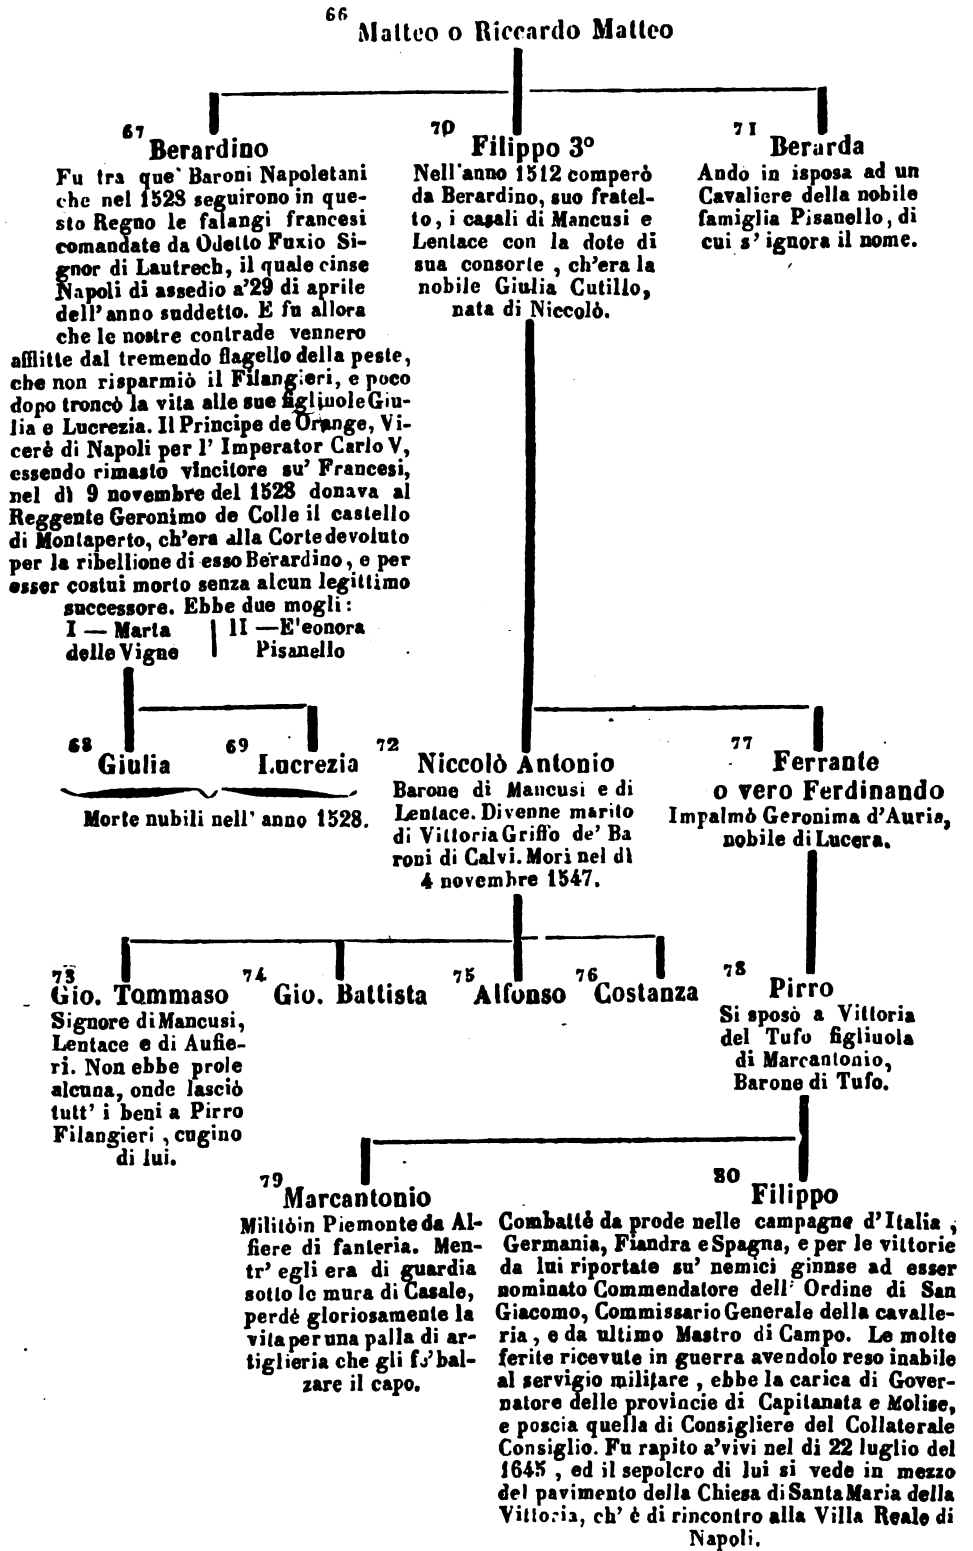 66
Matteo o Riccardo Matteo
67
Berardino
Fu tra que' Baroni Napoletani
che nel 1528 seguirono in que-
sto Regno le falangi francesi
comandate da Odetto Fuxio Si-
gnor di Lautrech, il quale cinse
Napoli di assedio a' 29 di aprile
dell' anno suddetto. E fu allora
che le nostre contrade vennero
afflitte dal tremendo flagello della peste,
che non risparmiò il Filangieri, e poco
dopo troncò la vita alle sue figliuole Giu-
lia e Lucrezia. Il Principe de Orange, Vi-
cerè di Napoli per l' Imperator Carlo V,
essendo rimasto vincitore su' Francesi,
nel dì 9 novembre del 1528 donava al
Reggente Geronimo de Colle il castello
di Montaperto, ch'era alla Corte devoluto
per la ribellione di esso Berardino, e per
esser costui morto senza alcun legittimo
successore. Ebbe due mogli:
I — Marta
delle Vigne
II — E'eonora
Pisanello
70
Filippo 3º
Nell'anno 1512 comperò
da Berardino, suo fratel-
to, i casali di Mancusi e
Lentace con la dote di
sua consorte, ch'era la
nobile Giulia Cutillo,
nata di Niccolò.
71
Berarda
Andò in isposa ad un
Cavaliere della nobile
famiglia Pisanello, di
cui s' ignora il nome.
68
Giulia
69
Lucrezia
Morte nubili nell' anno 1528.
72
Niccolò Antonio
Barone di Mancusi e di
Lentace. Divenne marito
di Vittoria Griffo de' Ba
roni di Calvi. Morì nel dì
4 novembre 1547.
77
Ferrante
o vero Ferdinando
Impalmò Geronima d'Auria,
nobile di Lucera.
73
Gio. Tommaso
Signore di Mancusi,
Lentace e di Aufie-
ri. Non ebbe prole
alcuna, onde lasciò
tutt' i beni a Pirro
Filangieri, cugino
di lui.
74
Gio. Battista
75
Alfonso
76
Costanza
78
Pirro
Si sposò a Vittoria
del Tufo figliuola
di Marcantonio,
Barone di Tufo.
79
Marcantonio
Militò in Piemonte da Al-
fiere di fanteria. Men-
tr' egli era di guardia
sotto le mura di Casale,
perdé gloriosamente la
vita per una palla di ar-
tiglieria che gli fe' bal-
zare il capo.
80
Filippo
Combattè da prode nelle campagne d'Italia,
Germania, Fiandra e Spagna, e per le vittorie
da lui riportate su' nemici giunse ad esser
nominato Commendatore dell' Ordine di San
Giacomo, Commissario Generale della cavalle-
ria, e da ultimo Mastro di Campo. Le molte
ferite ricevute in guerra avendolo reso inabile
al servigio militare, ebbe la carica di Gover-
natore delle provincie di Capitanata e Molise,
e poscia quella di Consigliere del Collaterale
Consiglio. Fu rapito a' vivi nel dì 22 luglio del
1645, ed il sepolcro di lui si vede in mezzo
del pavimento della Chiesa di Santa Maria della
Vittoria, ch' è di rincontro alla Villa Reale di
Napoli.